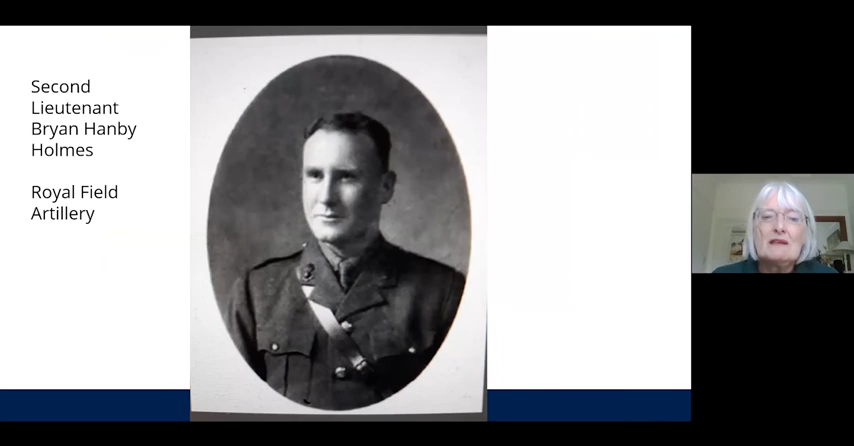 Second
Lieutenant
Bryan Hanby
Holmes
Royal Field
Artillery